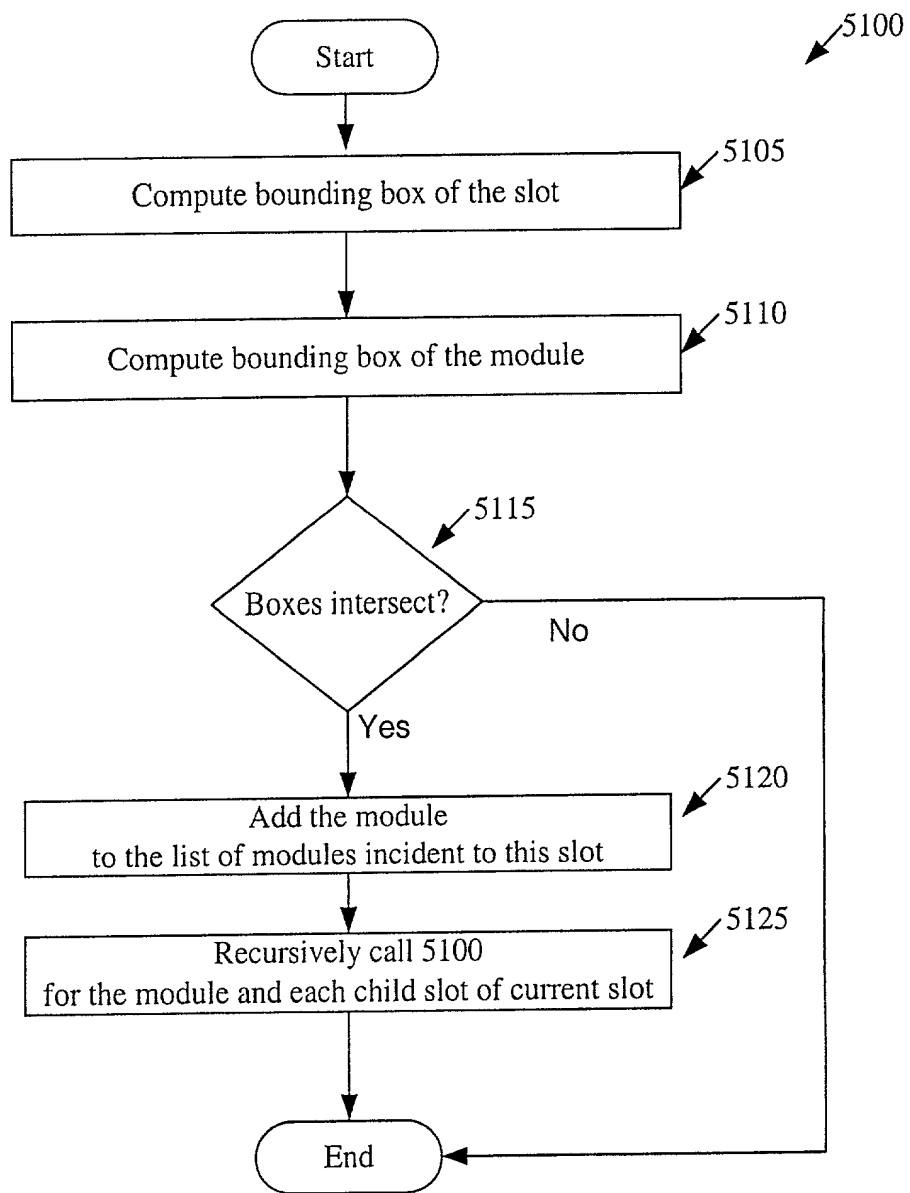 5100
Start
5105
Compute bounding box of the slot
5110
Compute bounding box of the module
5115
Boxes intersect?
No
Yes
5120
Add the module
to the list of modules incident to this slot
5125
Recursively call 5100
for the module and each child slot of current slot
End